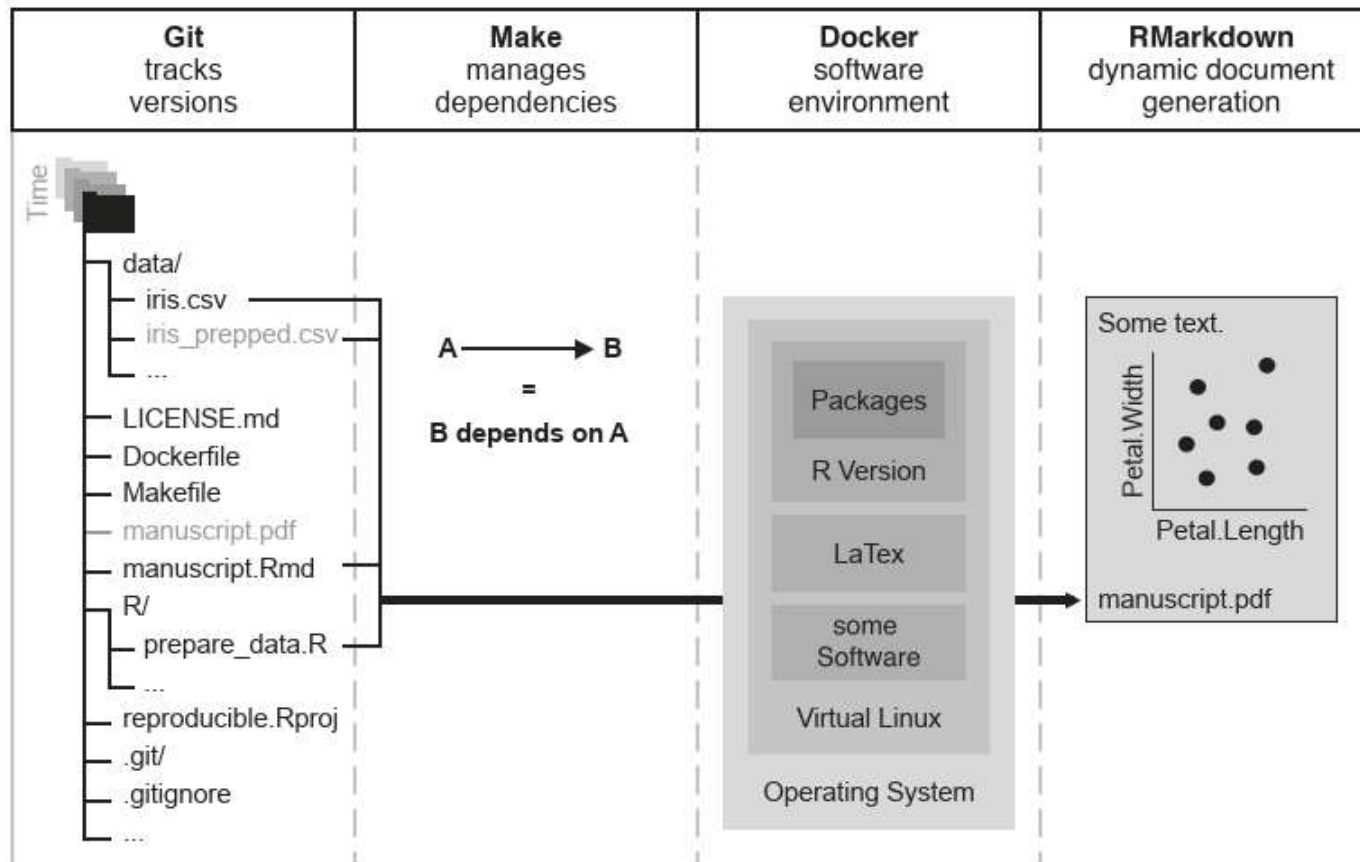 Git
tracks
versions
Make
manages
dependencies
Docker
software
environment
RMarkdown
dynamic document
generation
Time
data/
iris.csv
iris_prepped.csv
...
LICENSE.md
Dockerfile
Makefile
manuscript.pdf
manuscript.Rmd
R/
prepare_data.R
...
reproducible.Rproj
.git/
.gitignore
...
A B
=
B depends on A
Packages
R Version
LaTex
some
Software
Virtual Linux
Operating System
Some text.
Petal.Width
Petal.Length
manuscript.pdf